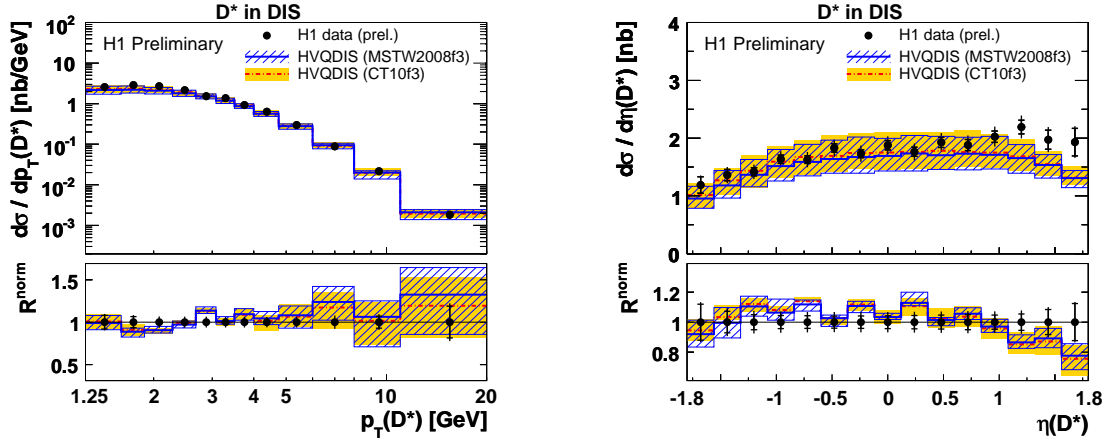 D* in DIS
H1 Preliminary
H1 data (prel.)
HVQDIS (MSTW2008f3)
HVQDIS (CT10f3)
dσ / dp_T(D*) [nb/GeV]
10^2
10
1
10^-1
10^-2
10^-3
R^norm
1.5
1.0
0.5
1.25
2
3
4
5
6
7
10
20
p_T(D*) [GeV]
D* in DIS
H1 Preliminary
H1 data (prel.)
HVQDIS (MSTW2008f3)
HVQDIS (CT10f3)
dσ / dη(D*) [nb]
4
3
2
1
0
R^norm
1.2
1
0.8
-1.8
-1
-0.5
0
0.5
1
1.8
η(D*)